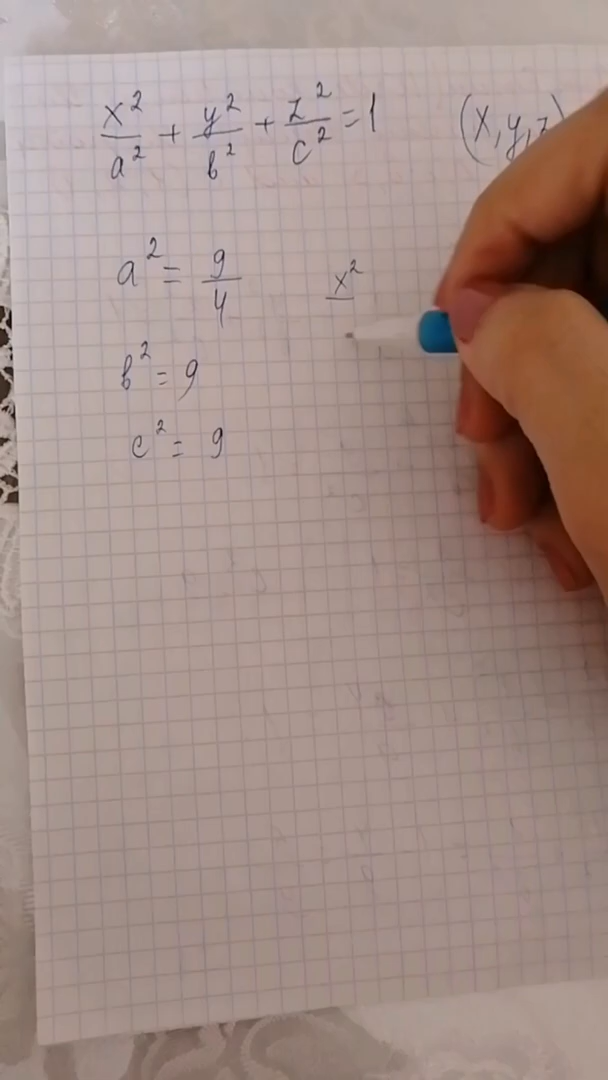 x²/a² + y²/b² + z²/c² = 1 (x, y, z)
a² = 9/4 x²
b² = 9
c² = 9